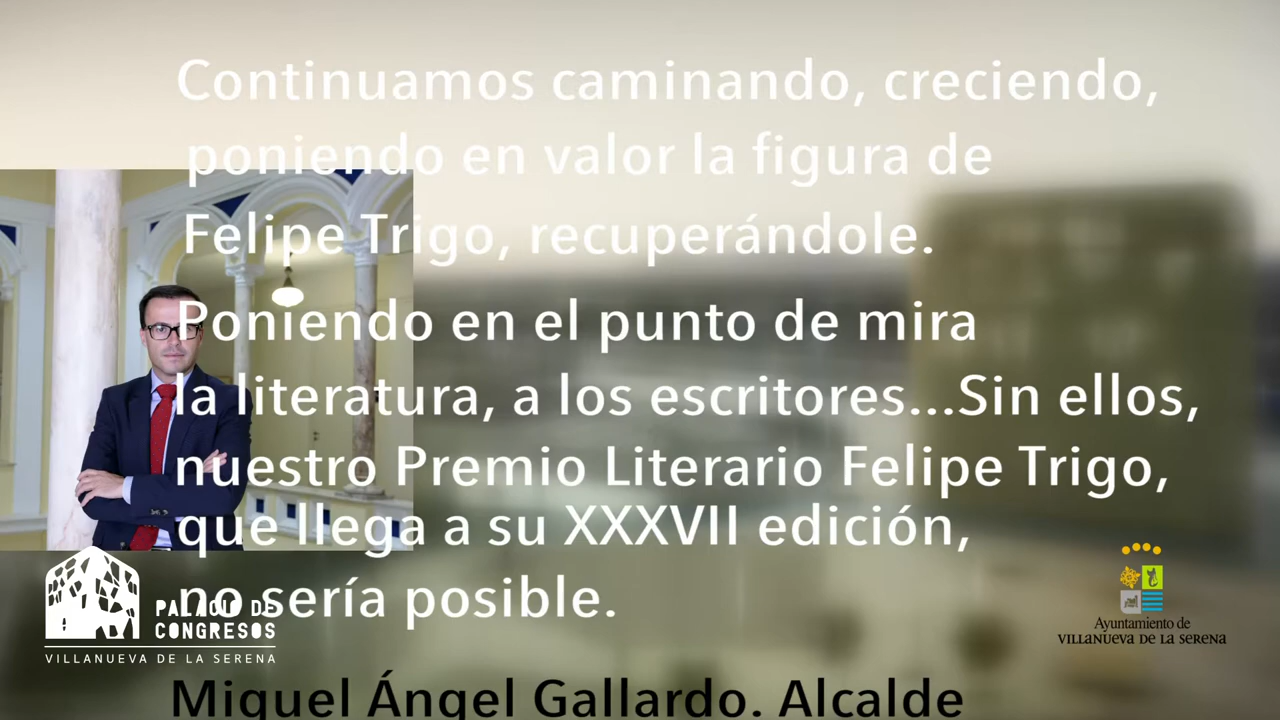 Continuamos caminando, creciendo,
poniendo en valor la figura de
Felipe Trigo, recuperándole.
Poniendo en el punto de mira
la literatura, a los escritores...Sin ellos,
nuestro Premio Literario Felipe Trigo,
que llega a su XXXVII edición,
no sería posible.
Miguel Ángel Gallardo. Alcalde
PALACIO DE
CONGRESOS
VILLANUEVA DE LA SERENA
Ayuntamiento de
VILLANUEVA DE LA SERENA